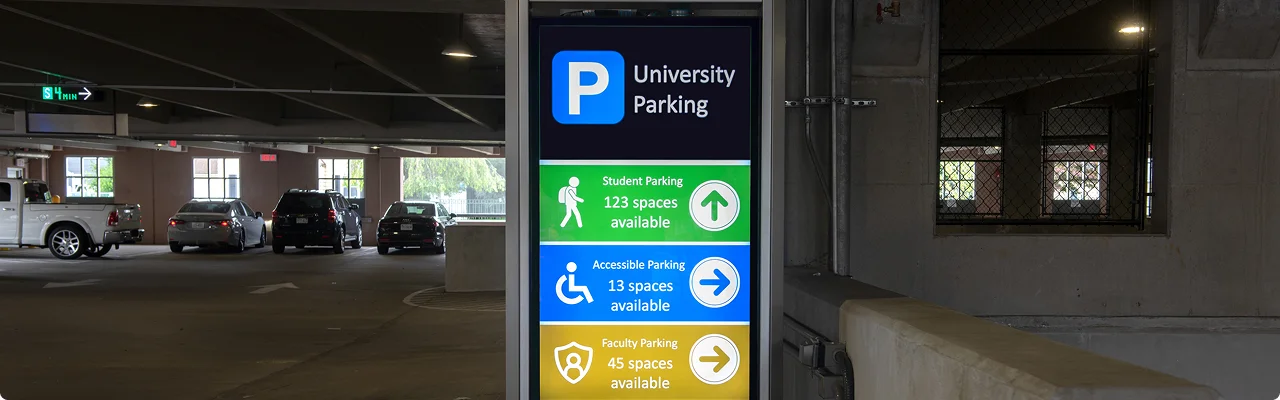 S 4 MIN →
P
University
Parking
Student Parking
123 spaces
available
Accessible Parking
13 spaces
available
Faculty Parking
45 spaces
available